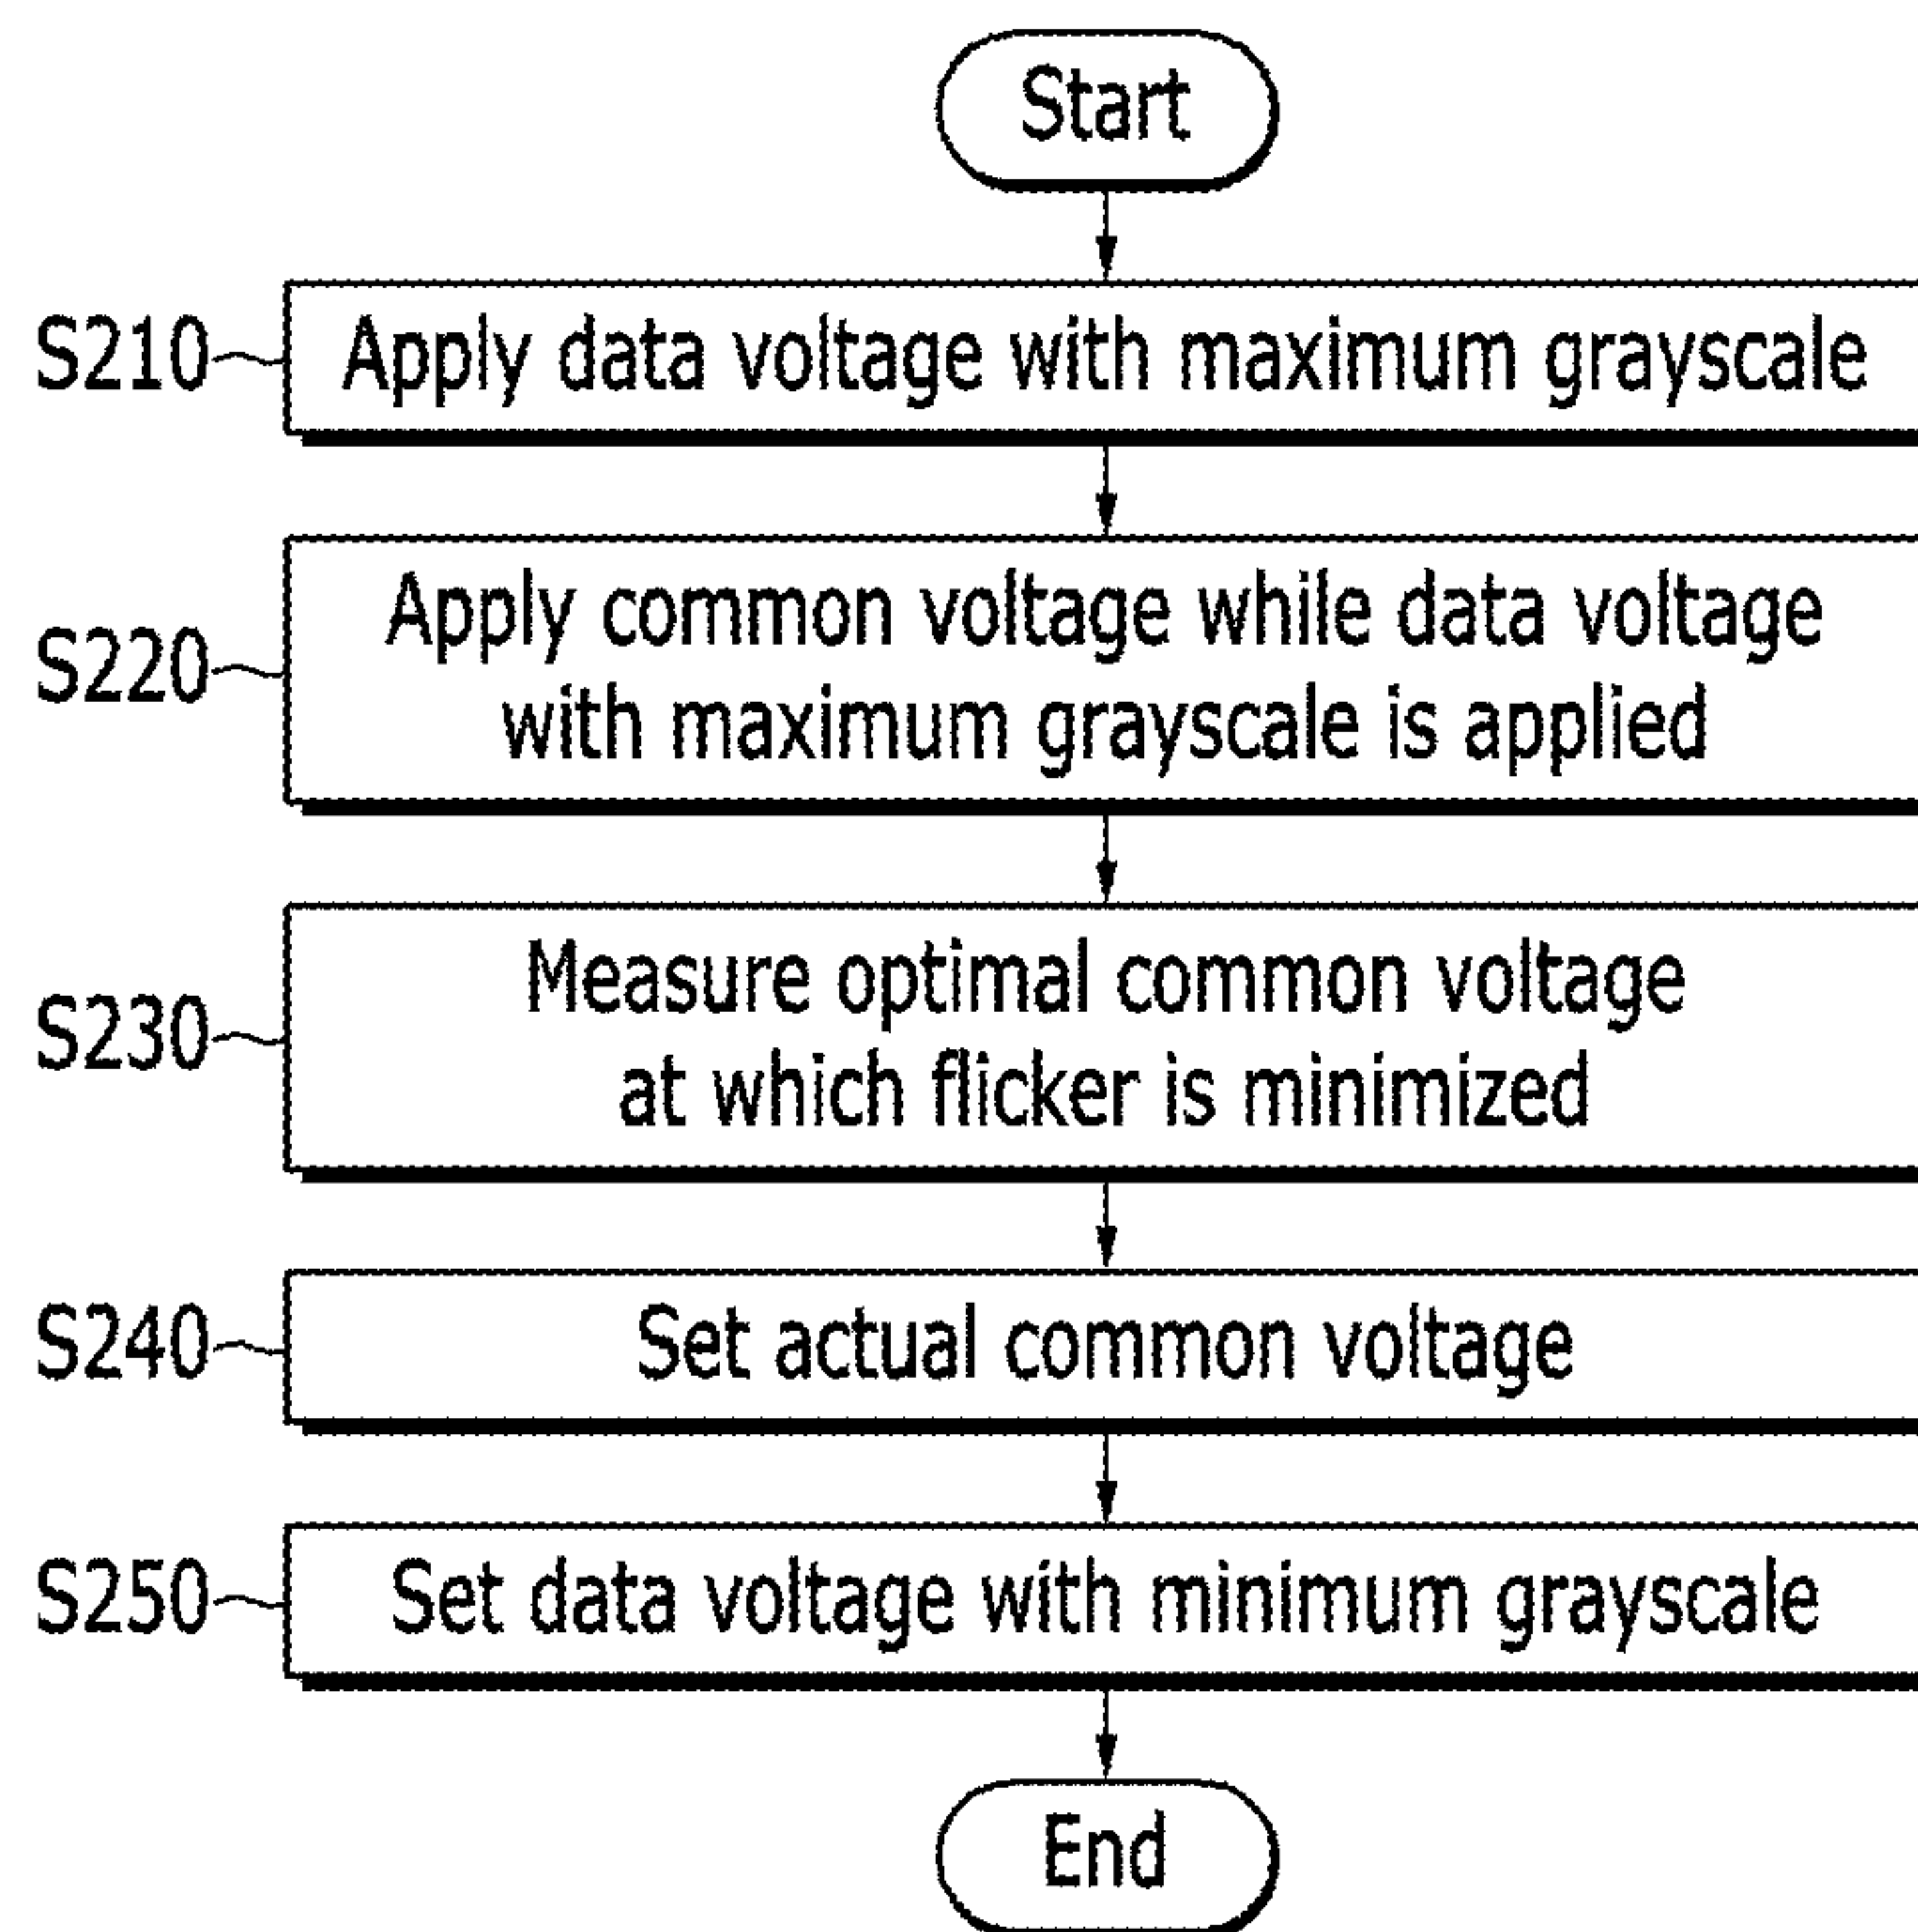 Start
S210
Apply data voltage with maximum grayscale
S220
Apply common voltage while data voltage
with maximum grayscale is applied
S230
Measure optimal common voltage
at which flicker is minimized
S240
Set actual common voltage
S250
Set data voltage with minimum grayscale
End